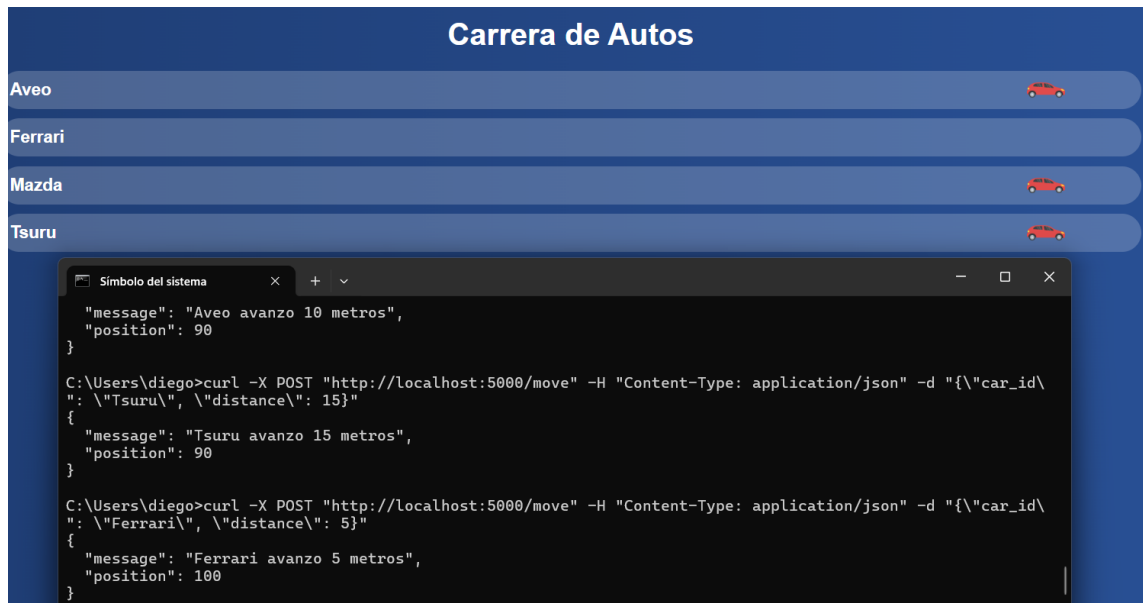 Carrera de Autos
Aveo
Ferrari
Mazda
Tsuru
Símbolo del sistema
"message": "Aveo avanzo 10 metros",
"position": 90
}
C:\Users\diego>curl -X POST "http://localhost:5000/move" -H "Content-Type: application/json" -d "{\"car_id\
": \"Tsuru\", \"distance\": 15}"
{
"message": "Tsuru avanzo 15 metros",
"position": 90
}
C:\Users\diego>curl -X POST "http://localhost:5000/move" -H "Content-Type: application/json" -d "{\"car_id\
": \"Ferrari\", \"distance\": 5}"
{
"message": "Ferrari avanzo 5 metros",
"position": 100
}